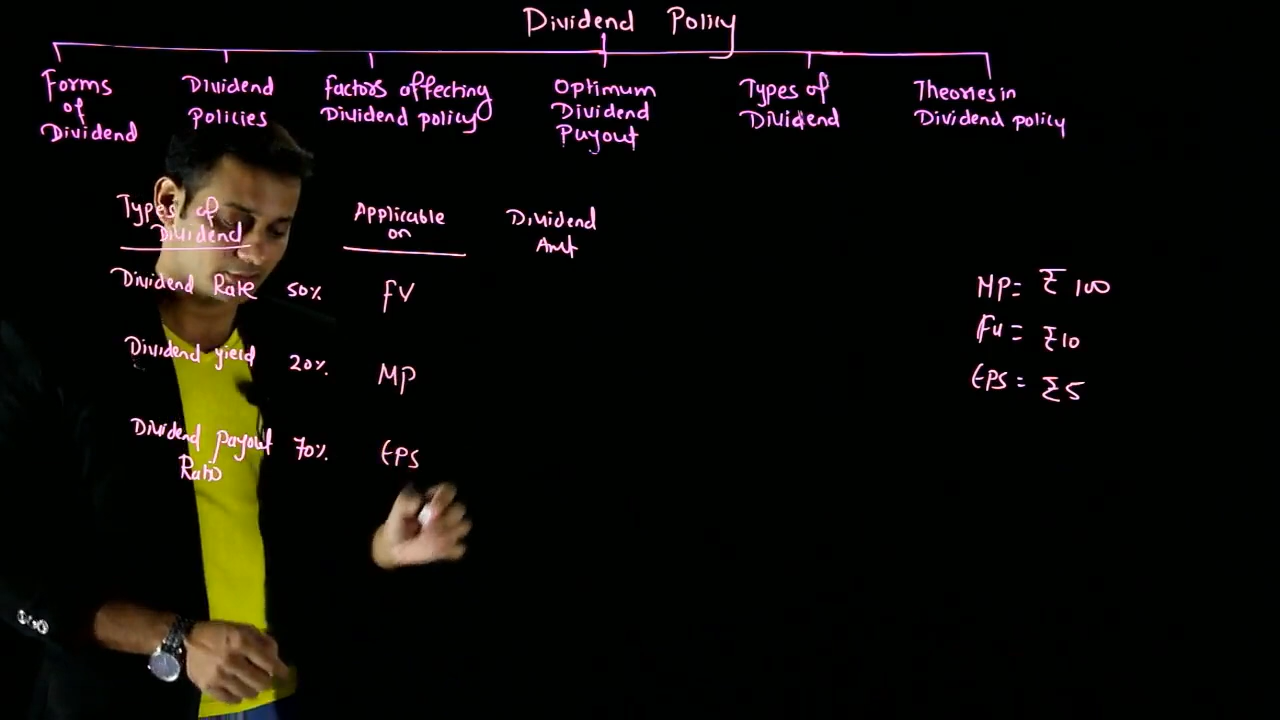 Dividend Policy
Forms
of
Dividend
Dividend
Policies
Factors affecting
Dividend policy
Optimum
Dividend
Payout
Types of
Dividend
Theories in
Dividend policy
Types of
Dividend
Applicable
on
Dividend
Amt
Dividend Rate 50% FV
Dividend yield 20% MP
Dividend payout 70% EPS
Ratio
MP = ₹ 100
FV = ₹10
EPS = ₹5